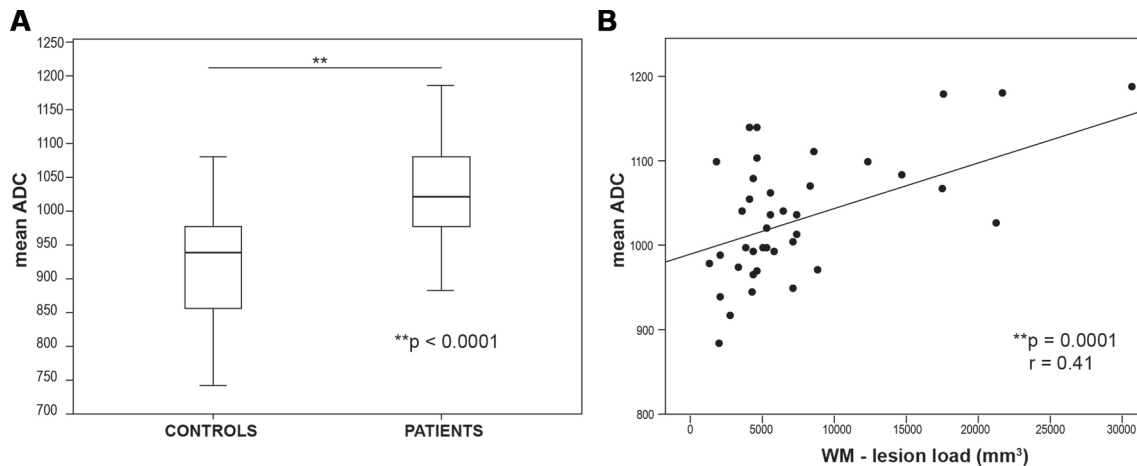 A
1250
1200
1150
1100
1050
1000
950
900
850
800
750
700
mean ADC
**
**p < 0.0001
CONTROLS PATIENTS
B
1200
1100
1000
900
800
mean ADC
**p = 0.0001
r = 0.41
0 5000 10000 15000 20000 25000 30000
WM - lesion load (mm³)